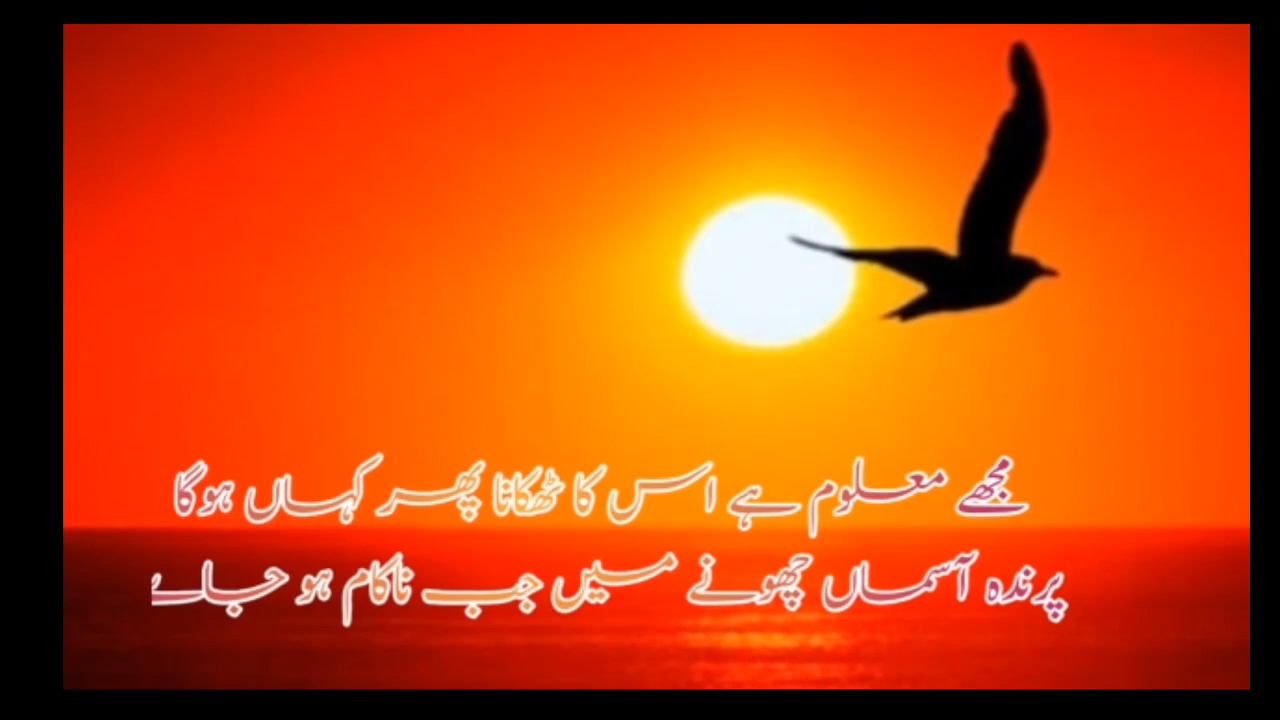 مجھے معلوم ہے اس کا ٹھکانا پھر کہاں ہوگا
پرندہ آسماں چھونے میں جب ناکام ہو جائے